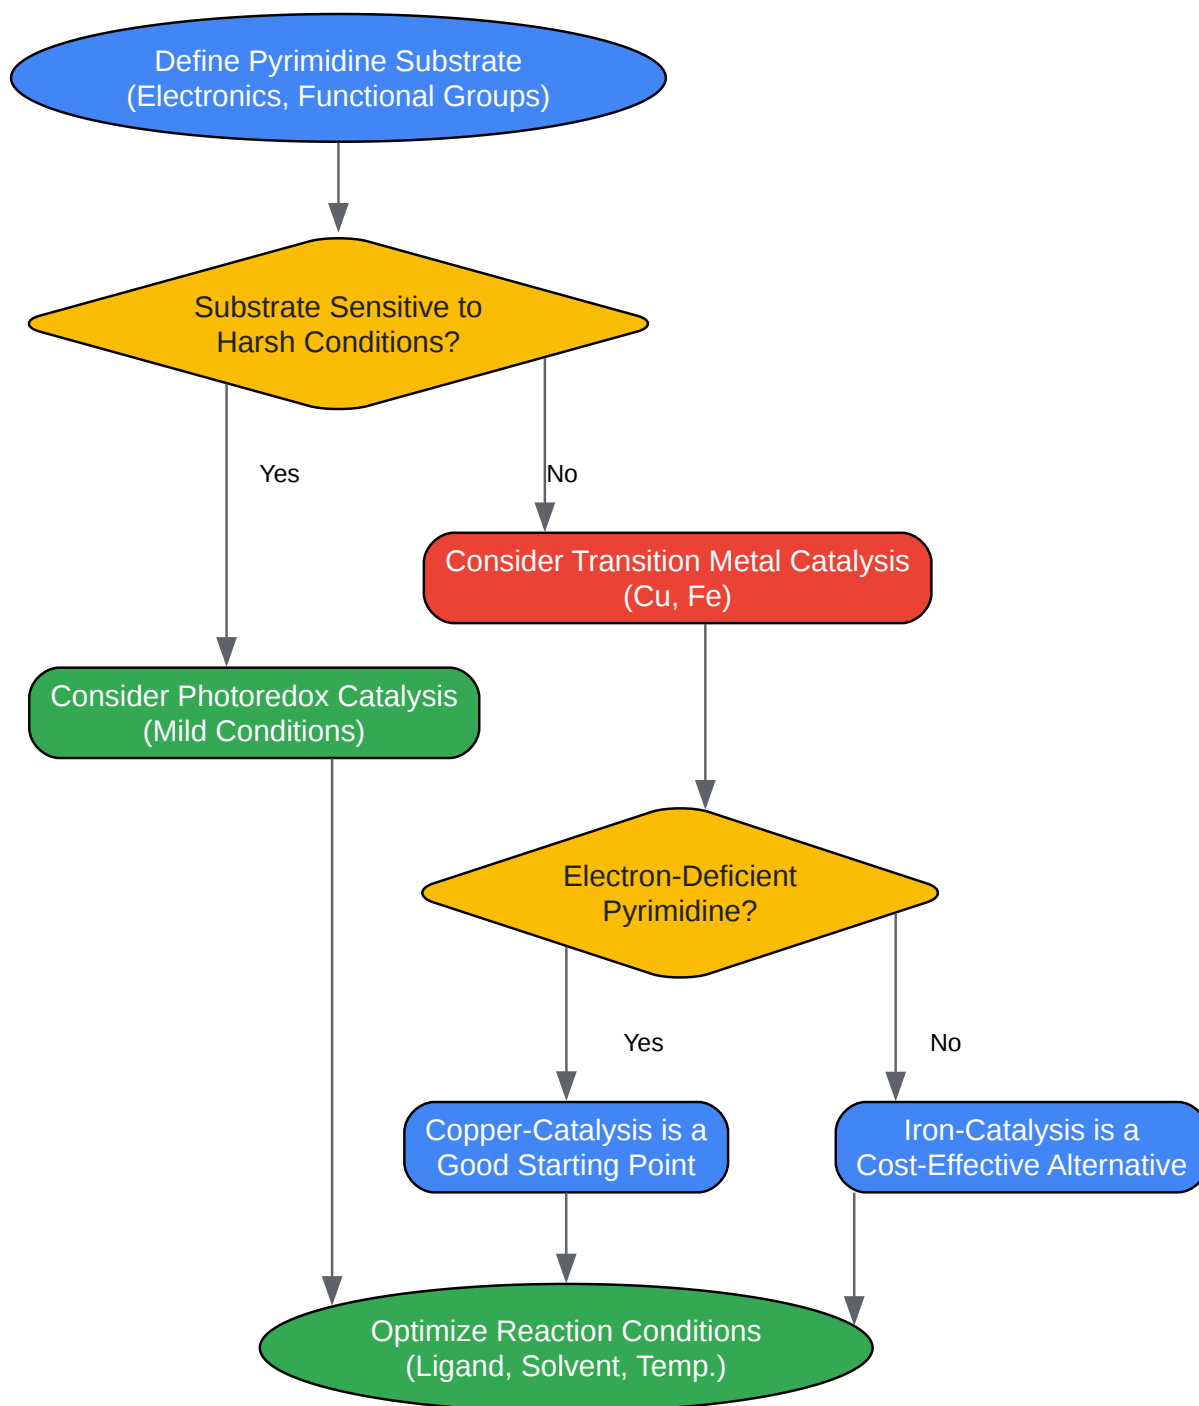 Define Pyrimidine Substrate
(Electronics, Functional Groups)
Substrate Sensitive to
Harsh Conditions?
Yes
No
Consider Transition Metal Catalysis
(Cu, Fe)
Consider Photoredox Catalysis
(Mild Conditions)
Electron-Deficient
Pyrimidine?
Yes
No
Copper-Catalysis is a
Good Starting Point
Iron-Catalysis is a
Cost-Effective Alternative
Optimize Reaction Conditions
(Ligand, Solvent, Temp.)